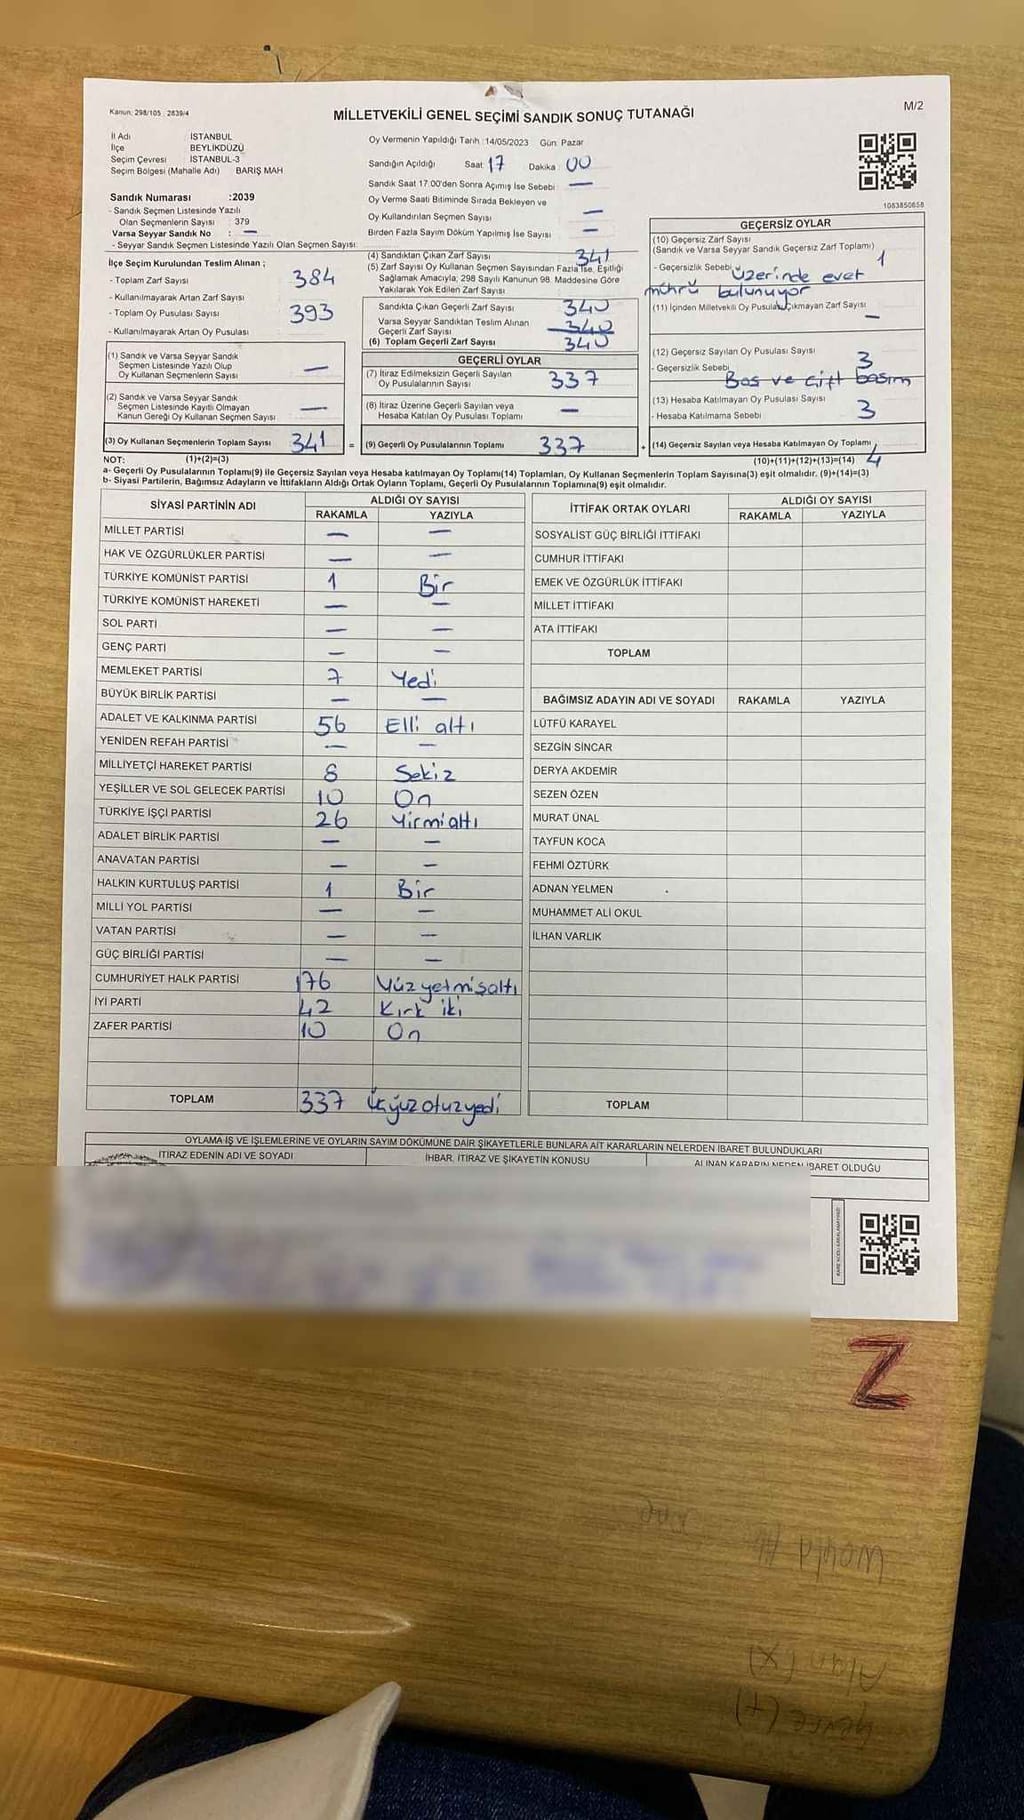 Kanun: 298/105 ; 2839/4
MİLLETVEKİLİ GENEL SEÇİMİ SANDIK SONUÇ TUTANAĞI
M/2
İl Adı İSTANBUL
İlçe BEYLİKDÜZÜ
Seçim Çevresi İSTANBUL-3
Seçim Bölgesi (Mahalle Adı) BARIŞ MAH
Oy Vermenin Yapıldığı Tarih :14/05/2023 Gün: Pazar
Sandığın Açıldığı Saat: 17 Dakika: 00
Sandık Saat 17:00'den Sonra Açımış İse Sebebi : —
Oy Verme Saati Bitiminde Sırada Bekleyen ve
Oy Kullandırılan Seçmen Sayısı —
Birden Fazla Sayım Döküm Yapılmış İse Sayısı : —
1083850858
Sandık Numarası :2039
- Sandık Seçmen Listesinde Yazılı
Olan Seçmenlerin Sayısı : 379
Varsa Seyyar Sandık No : —
- Seyyar Sandık Seçmen Listesinde Yazılı Olan Seçmen Sayısı:
İlçe Seçim Kurulundan Teslim Alınan ;
- Toplam Zarf Sayısı 384
- Kullanılmayarak Artan Zarf Sayısı
- Toplam Oy Pusulası Sayısı 393
- Kullanılmayarak Artan Oy Pusulası
(1) Sandık ve Varsa Seyyar Sandık
Seçmen Listesinde Yazılı Olup
Oy Kullanan Seçmenlerin Sayısı —
(2) Sandık ve Varsa Seyyar Sandık
Seçmen Listesinde Kayıtlı Olmayan
Kanun Gereği Oy Kullanan Seçmen Sayısı —
(3) Oy Kullanan Seçmenlerin Toplam Sayısı 341 =
(4) Sandıktan Çıkan Zarf Sayısı 341
(5) Zarf Sayısı Oy Kullanan Seçmen Sayısından Fazla İse, Eşitliği
Sağlamak Amacıyla; 298 Sayılı Kanunun 98. Maddesine Göre
Yakılarak Yok Edilen Zarf Sayısı
Sandıkta Çıkan Geçerli Zarf Sayısı 340
Varsa Seyyar Sandıktan Teslim Alınan
Geçerli Zarf Sayısı 340
(6) Toplam Geçerli Zarf Sayısı 340
GEÇERLİ OYLAR
(7) İtiraz Edilmeksizin Geçerli Sayılan
Oy Pusulalarının Sayısı 337
(8) İtiraz Üzerine Geçerli Sayılan veya
Hesaba Katılan Oy Pusulası Toplamı —
(9) Geçerli Oy Pusulalarının Toplamı 337 +
GEÇERSİZ OYLAR
(10) Geçersiz Zarf Sayısı
(Sandık ve Varsa Seyyar Sandık Geçersiz Zarf Toplamı) 1
- Geçersizlik Sebebi: Üzerinde evet
mührü bulunuyor
(11) İçinden Milletvekili Oy Pusulası Çıkmayan Zarf Sayısı —
(12) Geçersiz Sayılan Oy Pusulası Sayısı 3
- Geçersizlik Sebebi Boş ve çift basım
(13) Hesaba Katılmayan Oy Pusulası Sayısı 3
- Hesaba Katılmama Sebebi
(14) Geçersiz Sayılan veya Hesaba Katılmayan Oy Toplamı 4
NOT: (1)+(2)=(3) (10)+(11)+(12)+(13)=(14)
a- Geçerli Oy Pusulalarının Toplamı(9) ile Geçersiz Sayılan veya Hesaba katılmayan Oy Toplamı(14) Toplamları, Oy Kullanan Seçmenlerin Toplam Sayısına(3) eşit olmalıdır. (9)+(14)=(3)
b- Siyasi Partilerin, Bağımsız Adayların ve İttifakların Aldığı Ortak Oyların Toplamı, Geçerli Oy Pusulalarının Toplamına(9) eşit olmalıdır.
SİYASİ PARTİNİN ADI ALDIĞI OY SAYISI
RAKAMLA YAZIYLA
MİLLET PARTİSİ — —
HAK VE ÖZGÜRLÜKLER PARTİSİ — —
TÜRKİYE KOMÜNİST PARTİSİ 1 Bir
TÜRKİYE KOMÜNİST HAREKETİ — —
SOL PARTİ — —
GENÇ PARTİ — —
MEMLEKET PARTİSİ 7 Yedi
BÜYÜK BİRLİK PARTİSİ — —
ADALET VE KALKINMA PARTİSİ 56 Elli altı
YENİDEN REFAH PARTİSİ — —
MİLLİYETÇİ HAREKET PARTİSİ 8 Sekiz
YEŞİLLER VE SOL GELECEK PARTİSİ 10 On
TÜRKİYE İŞÇİ PARTİSİ 26 Yirmialtı
ADALET BİRLİK PARTİSİ — —
ANAVATAN PARTİSİ — —
HALKIN KURTULUŞ PARTİSİ 1 Bir
MİLLİ YOL PARTİSİ — —
VATAN PARTİSİ — —
GÜÇ BİRLİĞİ PARTİSİ — —
CUMHURİYET HALK PARTİSİ 176 Yüzyetmişaltı
İYİ PARTİ 42 Kırk iki
ZAFER PARTİSİ 10 On
TOPLAM 337 Üçyüzotuzyedi
İTTİFAK ORTAK OYLARI ALDIĞI OY SAYISI
RAKAMLA YAZIYLA
SOSYALİST GÜÇ BİRLİĞİ İTTİFAKI
CUMHUR İTTİFAKI
EMEK VE ÖZGÜRLÜK İTTİFAKI
MİLLET İTTİFAKI
ATA İTTİFAKI
TOPLAM
BAĞIMSIZ ADAYIN ADI VE SOYADI RAKAMLA YAZIYLA
LÜTFÜ KARAYEL
SEZGİN SİNCAR
DERYA AKDEMİR
SEZEN ÖZEN
MURAT ÜNAL
TAYFUN KOCA
FEHMİ ÖZTÜRK
ADNAN YELMEN
MUHAMMET ALİ OKUL
İLHAN VARLIK
TOPLAM
OYLAMA İŞ VE İŞLEMLERİNE VE OYLARIN SAYIM DÖKÜMÜNE DAİR ŞİKAYETLERLE BUNLARA AİT KARARLARIN NELERDEN İBARET BULUNDUKLARI
İTİRAZ EDENİN ADI VE SOYADI İHBAR, İTİRAZ VE ŞİKAYETİN KONUSU ALINAN KARARIN NEDEN İBARET OLDUĞU
Z
Alan (x)
Çevre (+)